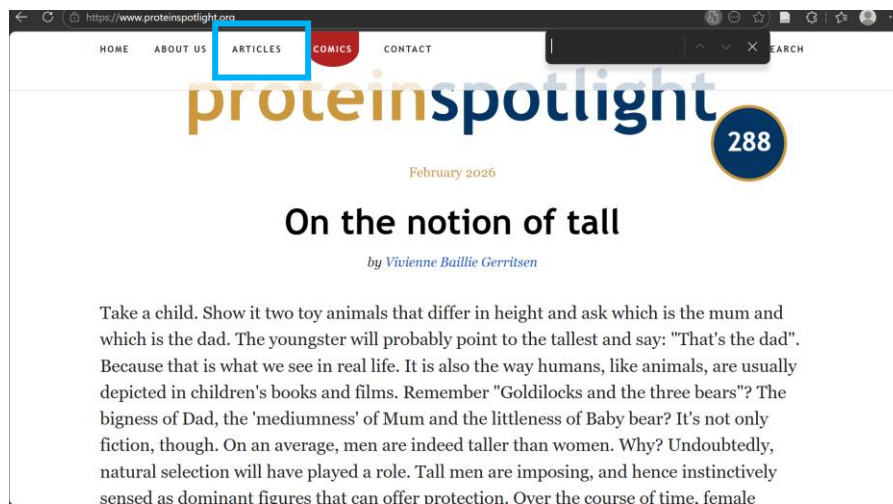 https://www.proteinspotlight.org
HOME ABOUT US ARTICLES COMICS CONTACT EARCH
proteinspotlight
288
February 2026
On the notion of tall
by Vivienne Baillie Gerritsen
Take a child. Show it two toy animals that differ in height and ask which is the mum and
which is the dad. The youngster will probably point to the tallest and say: "That's the dad".
Because that is what we see in real life. It is also the way humans, like animals, are usually
depicted in children's books and films. Remember "Goldilocks and the three bears"? The
bigness of Dad, the 'mediumness' of Mum and the littleness of Baby bear? It's not only
fiction, though. On an average, men are indeed taller than women. Why? Undoubtedly,
natural selection will have played a role. Tall men are imposing, and hence instinctively
sensed as dominant figures that can offer protection. Over the course of time, female